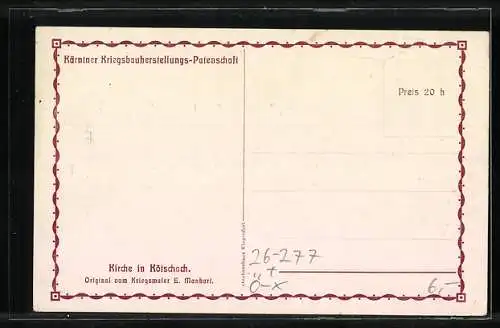 Kärntner Kriegsbauherstellungs-Patenschaft
Preis 20 h
Kirche in Kötschach.
Original vom Kriegsmaler E. Manhart.
26-277
+
Ö-X
6,-